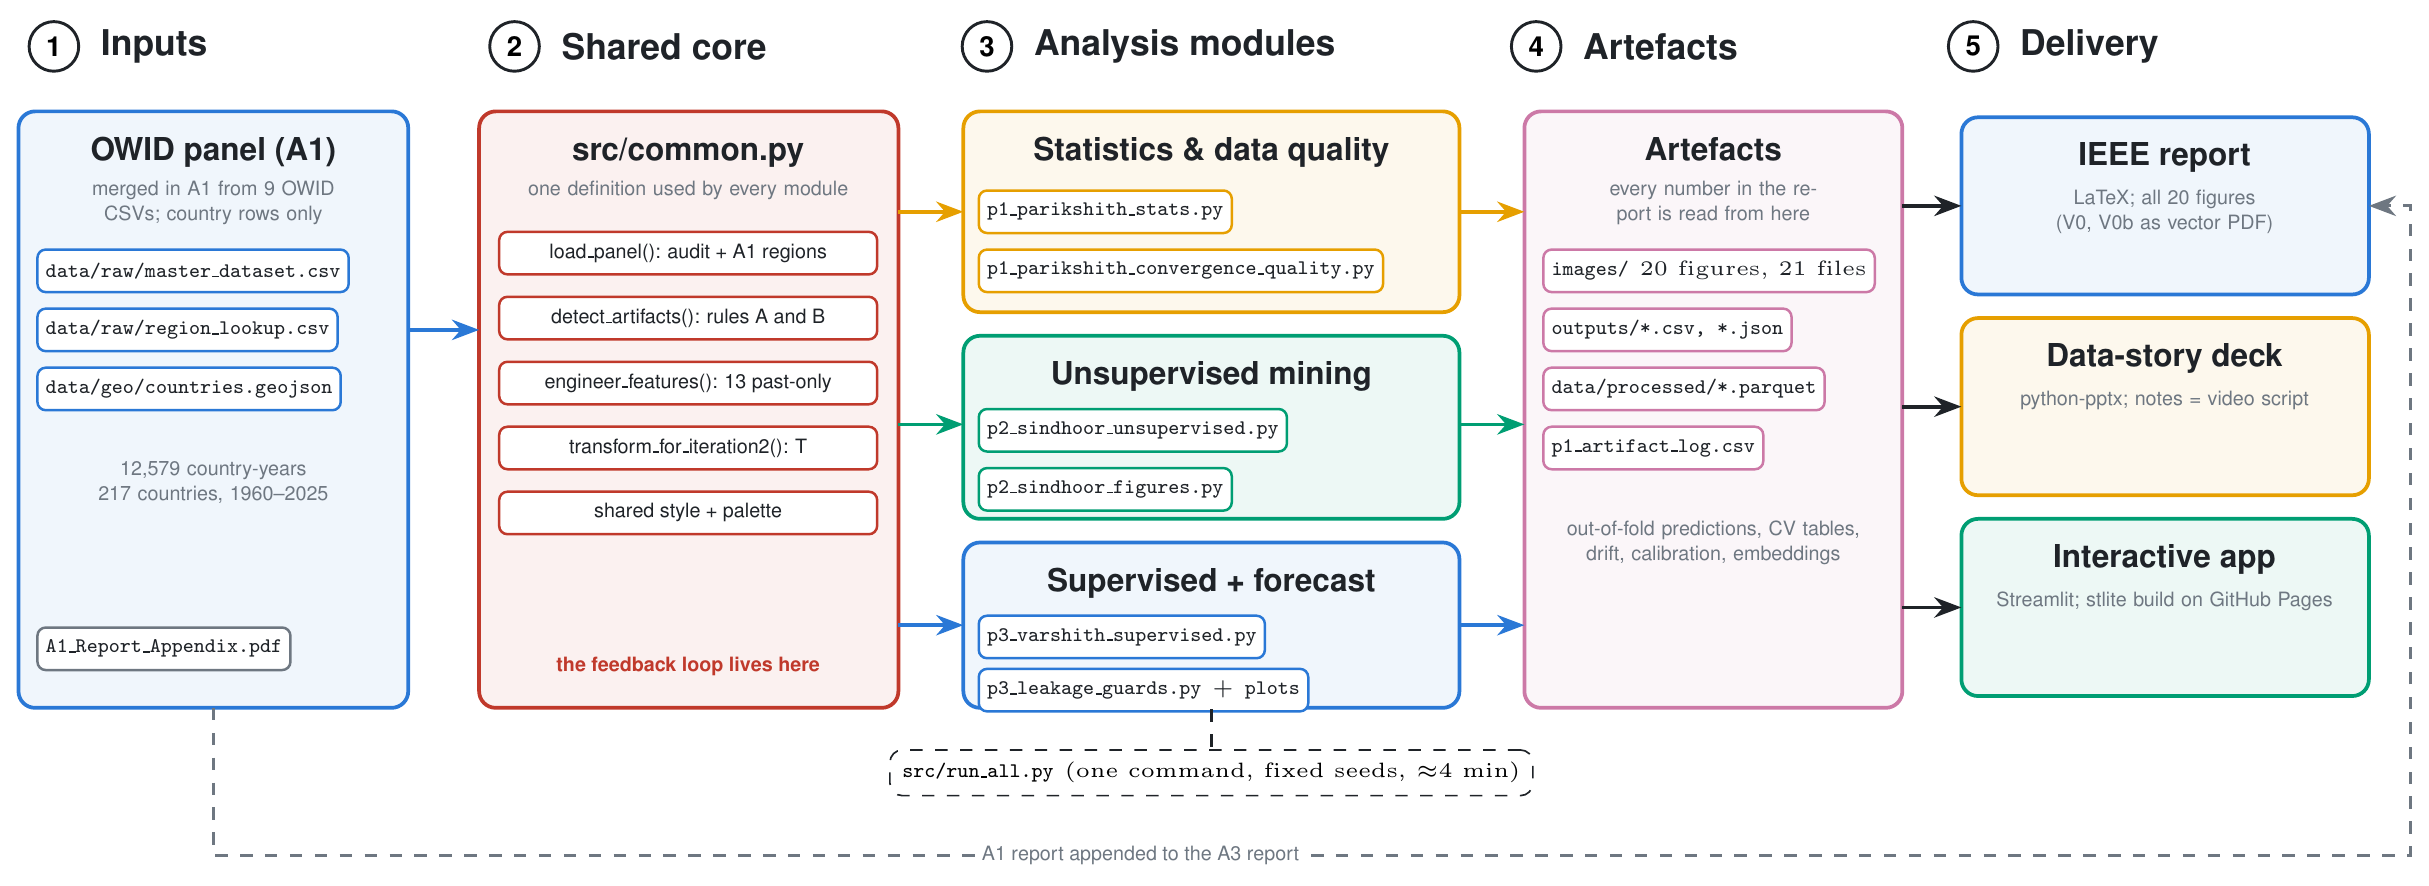 1 Inputs
OWID panel (A1)
merged in A1 from 9 OWID
CSVs; country rows only
data/raw/master_dataset.csv
data/raw/region_lookup.csv
data/geo/countries.geojson
12,579 country-years
217 countries, 1960–2025
A1_Report_Appendix.pdf
2 Shared core
src/common.py
one definition used by every module
load_panel(): audit + A1 regions
detect_artifacts(): rules A and B
engineer_features(): 13 past-only
transform_for_iteration2(): T
shared style + palette
the feedback loop lives here
3 Analysis modules
Statistics & data quality
p1_parikshith_stats.py
p1_parikshith_convergence_quality.py
Unsupervised mining
p2_sindhoor_unsupervised.py
p2_sindhoor_figures.py
Supervised + forecast
p3_varshith_supervised.py
p3_leakage_guards.py + plots
src/run_all.py (one command, fixed seeds, ≈4 min)
4 Artefacts
Artefacts
every number in the re-
port is read from here
images/ 20 figures, 21 files
outputs/*.csv, *.json
data/processed/*.parquet
p1_artifact_log.csv
out-of-fold predictions, CV tables,
drift, calibration, embeddings
5 Delivery
IEEE report
LaTeX; all 20 figures
(V0, V0b as vector PDF)
Data-story deck
python-pptx; notes = video script
Interactive app
Streamlit; stlite build on GitHub Pages
A1 report appended to the A3 report